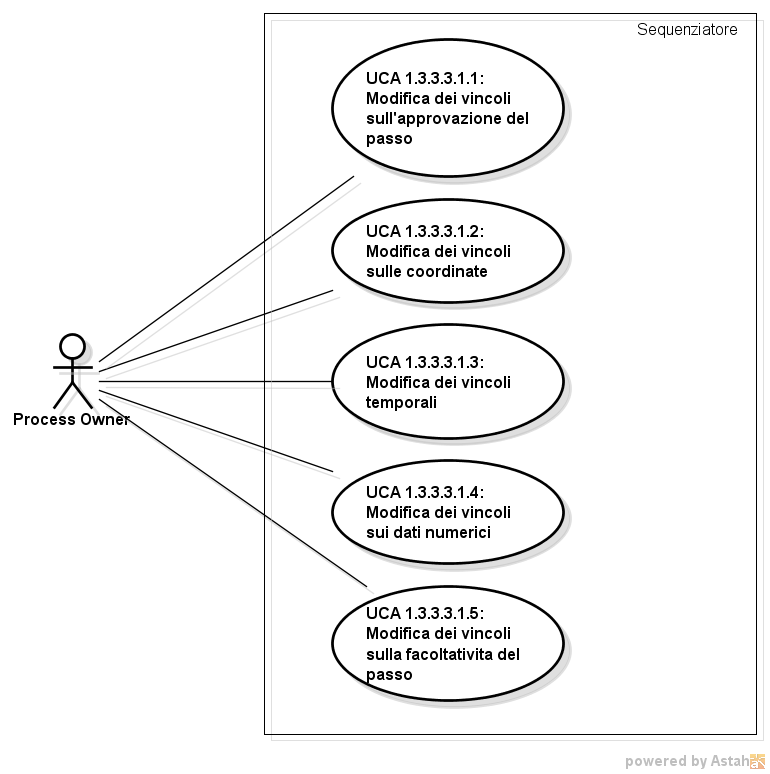 Sequenziatore
UCA 1.3.3.3.1.1:
Modifica dei vincoli
sull'approvazione del
passo
UCA 1.3.3.3.1.2:
Modifica dei vincoli
sulle coordinate
UCA 1.3.3.3.1.3:
Modifica dei vincoli
temporali
Process Owner
UCA 1.3.3.3.1.4:
Modifica dei vincoli
sui dati numerici
UCA 1.3.3.3.1.5:
Modifica dei vincoli
sulla facoltativita del
passo
powered by Astah